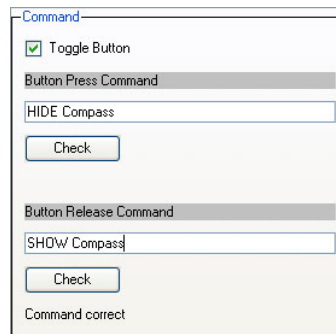 Command
Toggle Button
Button Press Command
HIDE Compass
Check
Button Release Command
SHOW Compass
Check
Command correct